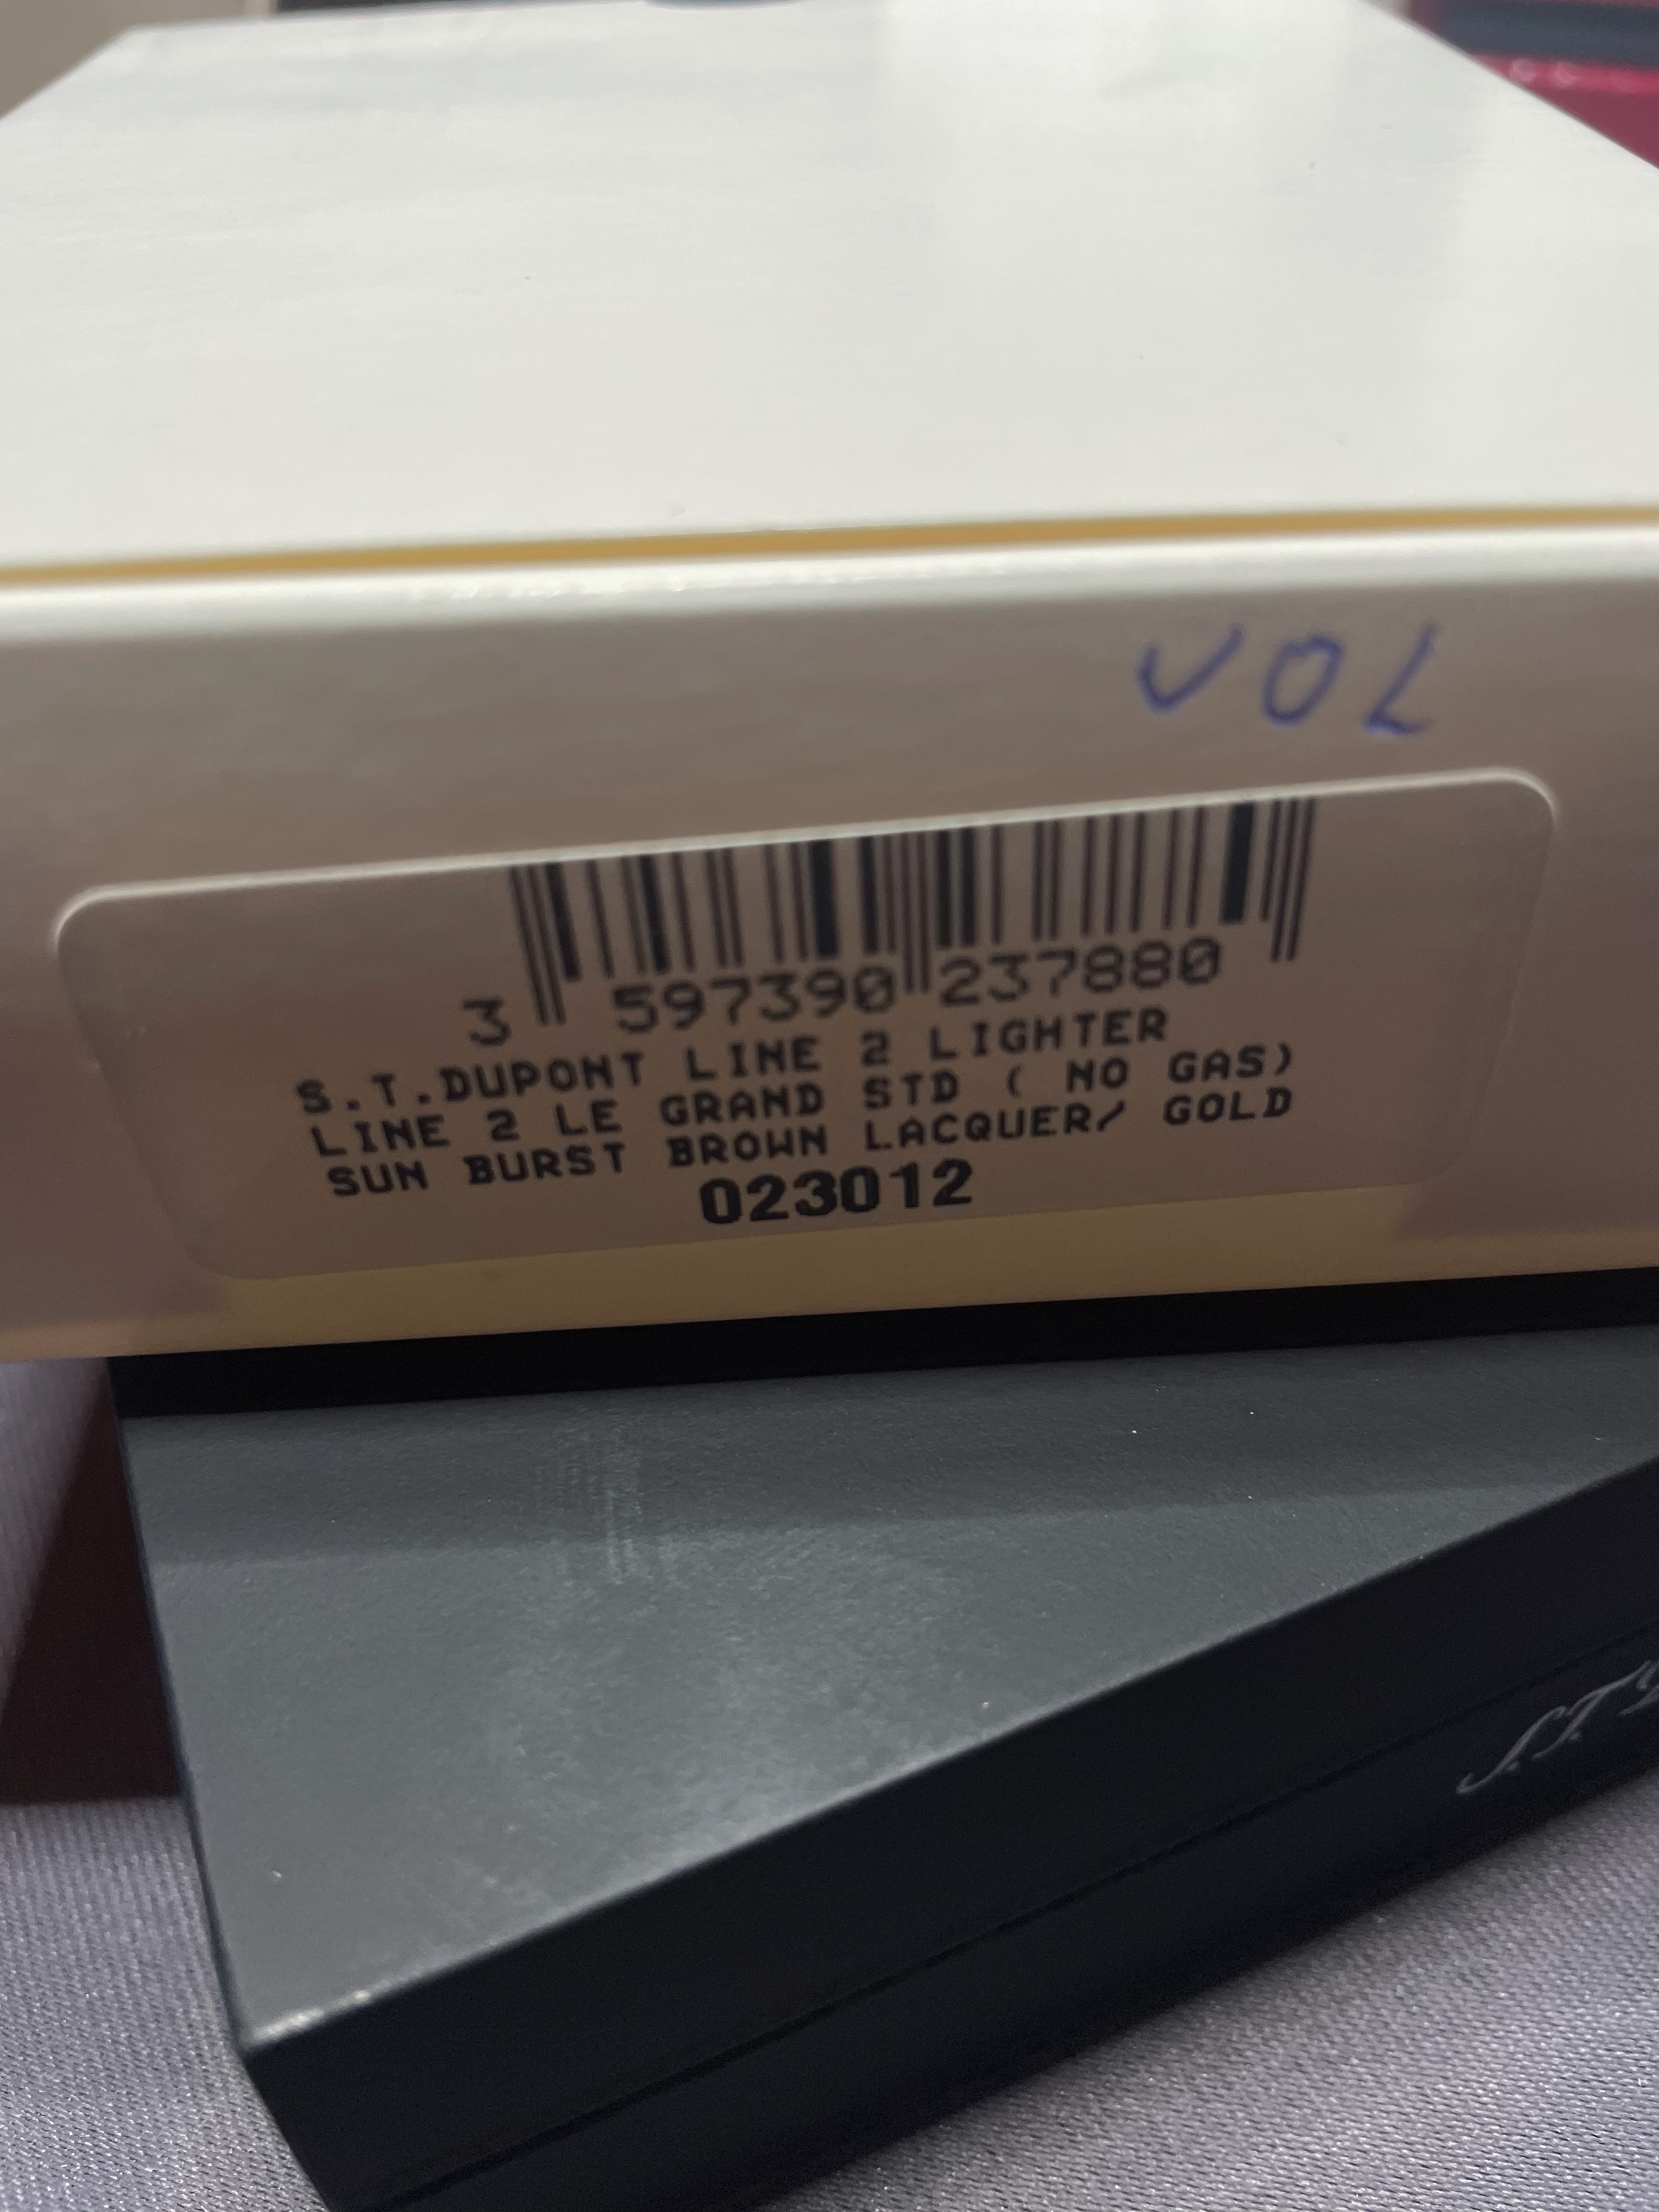 VOL
3 597390 237880
S.T.DUPONT LINE 2 LIGHTER
LINE 2 LE GRAND STD ( NO GAS)
SUN BURST BROWN LACQUER/ GOLD
023012
S.T.